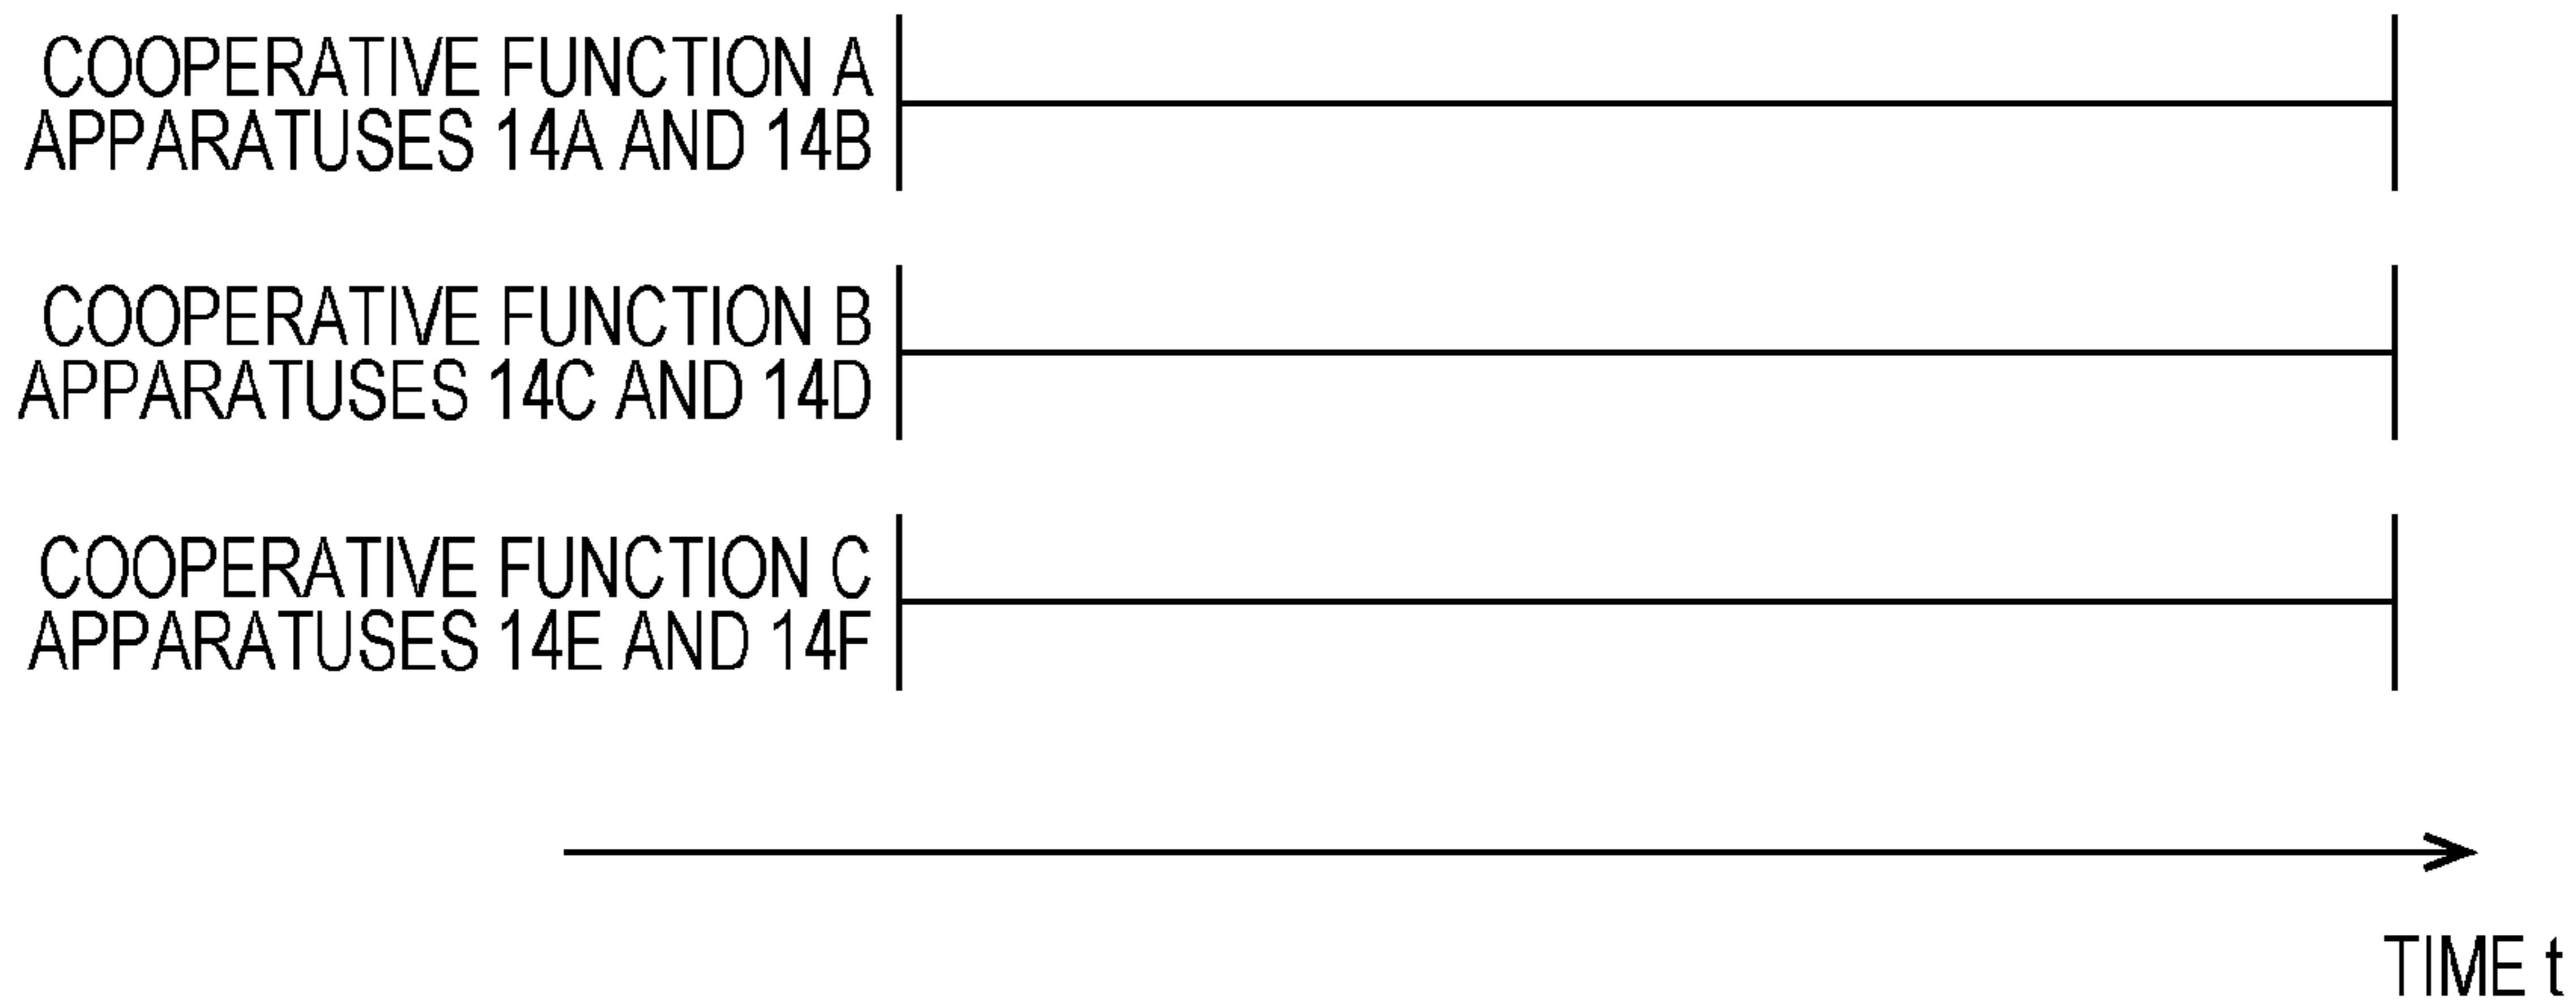 COOPERATIVE FUNCTION A
APPARATUSES 14A AND 14B
COOPERATIVE FUNCTION B
APPARATUSES 14C AND 14D
COOPERATIVE FUNCTION C
APPARATUSES 14E AND 14F
TIME t